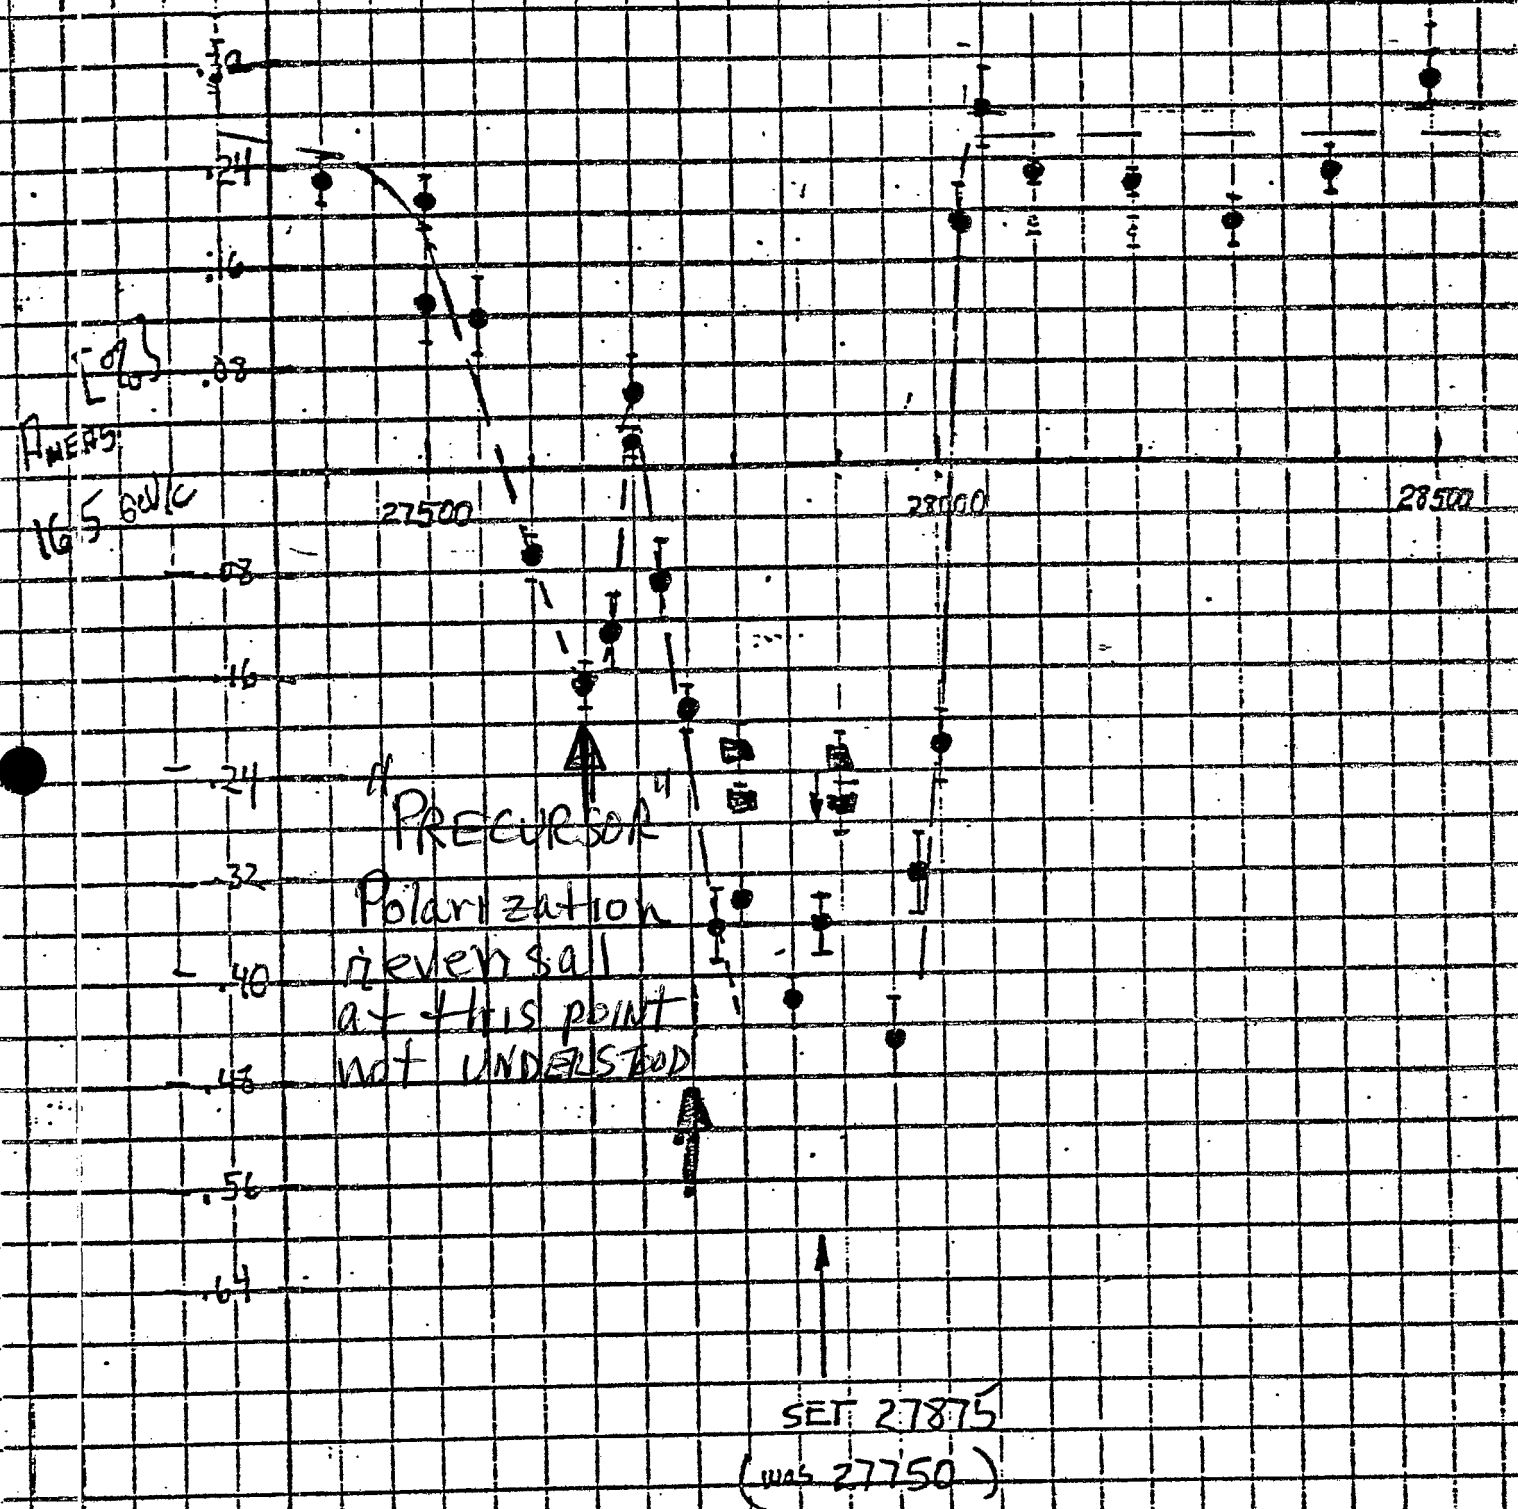 .32
.24
.16
[%]
.08
AMEAS
16.5 GeV/c
27500
28000
28500
- .08
- .16
- .24
"PRECURSOR"
- .32
Polarization
- .40
reversal
at this point
- .48
not UNDERSTOOD
.56
.64
SET 27875
(was 27750)